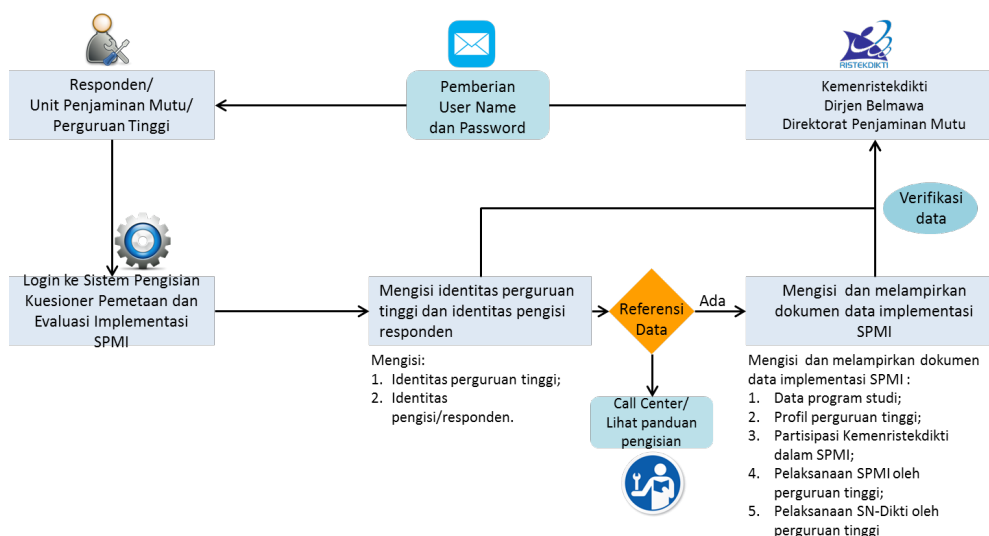 RISTEKDIKTI
Responden/
Unit Penjaminan Mutu/
Perguruan Tinggi
Pemberian
User Name
dan Password
Kemenristekdikti
Dirjen Belmawa
Direktorat Penjaminan Mutu
Verifikasi
data
Login ke Sistem Pengisian
Kuesioner Pemetaan dan
Evaluasi Implementasi
SPMI
Mengisi identitas perguruan
tinggi dan identitas pengisi
responden
Referensi
Data
Ada
Mengisi dan melampirkan
dokumen data implementasi
SPMI
Mengisi:
1. Identitas perguruan tinggi;
2. Identitas
pengisi/responden.
Call Center/
Lihat panduan
pengisian
Mengisi dan melampirkan dokumen
data implementasi SPMI :
1. Data program studi;
2. Profil perguruan tinggi;
3. Partisipasi Kemenristekdikti
dalam SPMI;
4. Pelaksanaan SPMI oleh
perguruan tinggi;
5. Pelaksanaan SN-Dikti oleh
perguruan tinggi